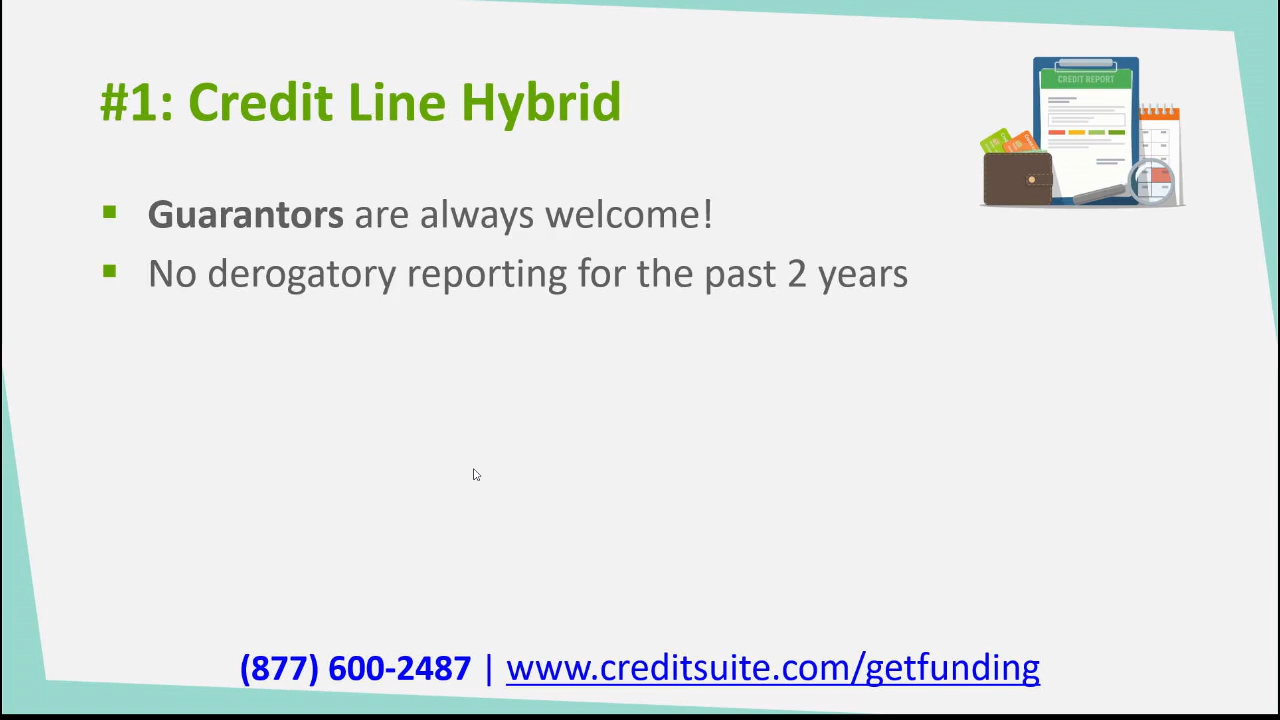 #1: Credit Line Hybrid
CREDIT REPORT
▪ Guarantors are always welcome!
▪ No derogatory reporting for the past 2 years
(877) 600-2487 | www.creditsuite.com/getfunding